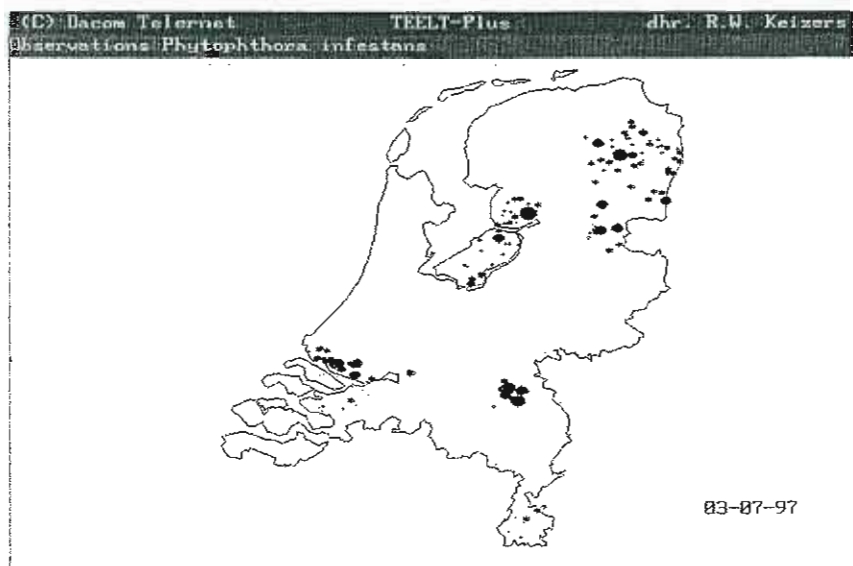 (C) Dacom Telernet TEELT-Plus dhr. R.W. Keizers
Observations Phytophthora infestans
03-07-97